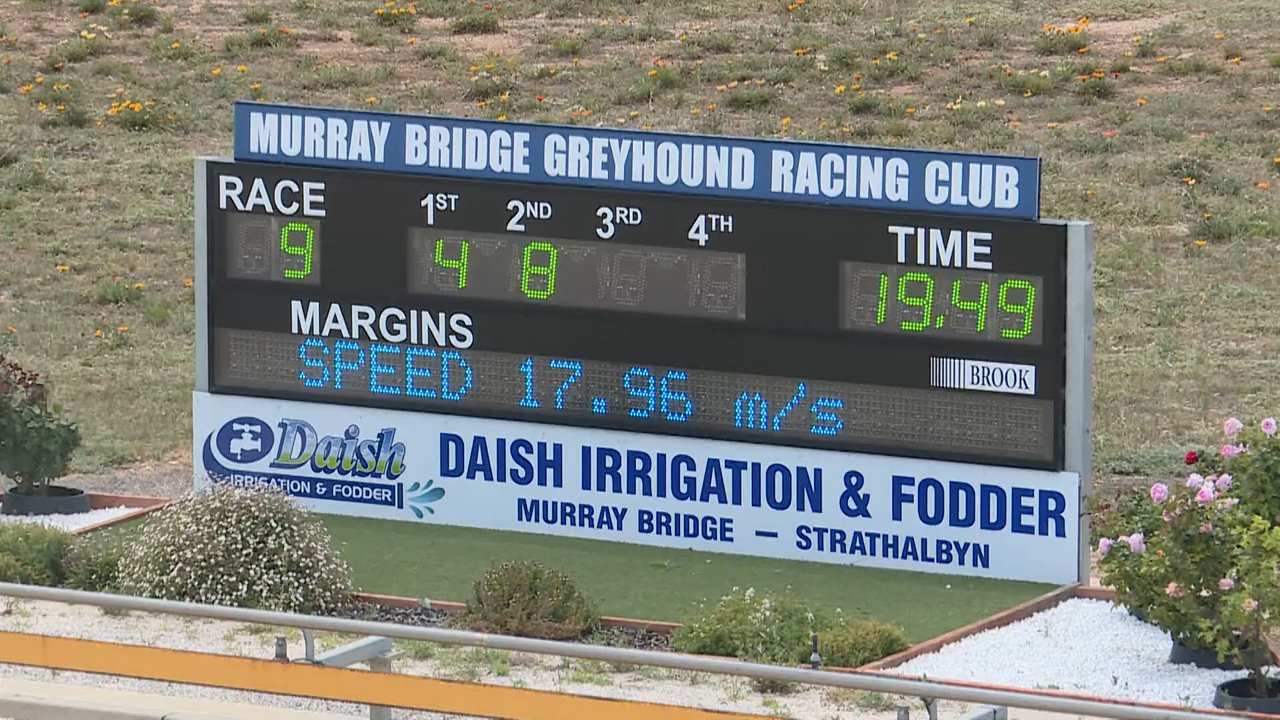 MURRAY BRIDGE GREYHOUND RACING CLUB
RACE 1ST 2ND 3RD 4TH TIME
9 4 8 19.49
MARGINS
BROOK
SPEED 17.96 m/s
Daish
IRRIGATION & FODDER
DAISH IRRIGATION & FODDER
MURRAY BRIDGE — STRATHALBYN